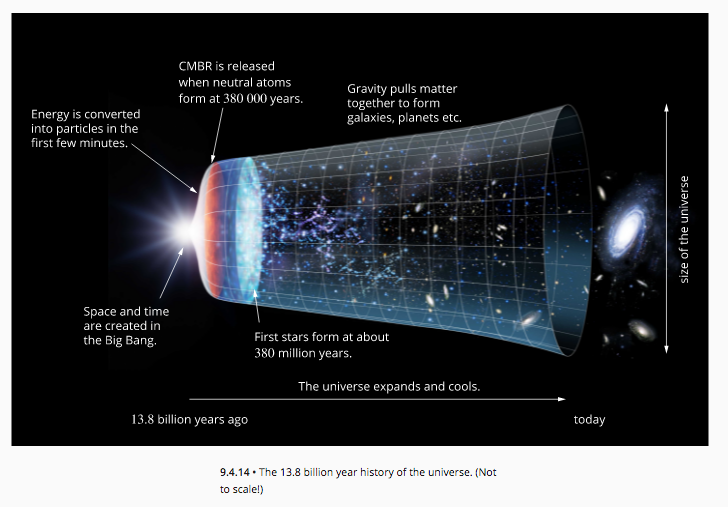 CMBR is released
when neutral atoms
form at 380 000 years.
Gravity pulls matter
together to form
galaxies, planets etc.
Energy is converted
into particles in the
first few minutes.
size of the universe
Space and time
are created in
the Big Bang.
First stars form at about
380 million years.
The universe expands and cools.
13.8 billion years ago
today
9.4.14 • The 13.8 billion year history of the universe. (Not
to scale!)